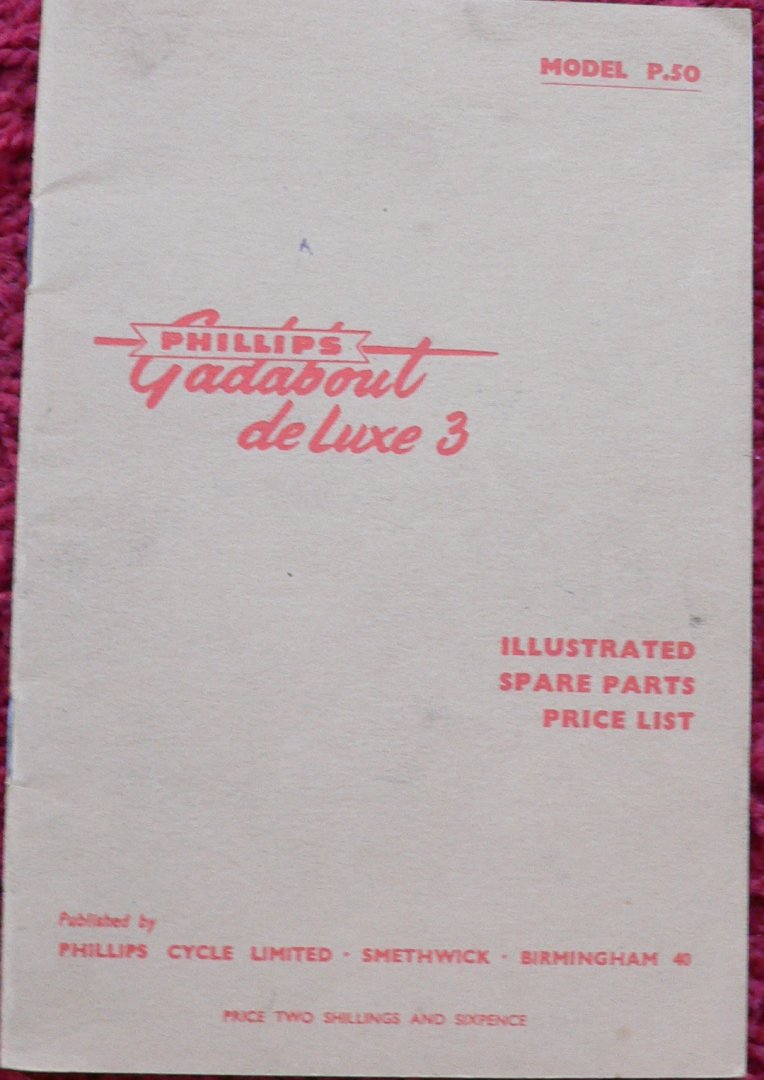 MODEL P.50
PHILLIPS
Gadabout
de Luxe 3
ILLUSTRATED
SPARE PARTS
PRICE LIST
Published by
PHILLIPS CYCLE LIMITED · SMETHWICK · BIRMINGHAM 40
PRICE TWO SHILLINGS AND SIXPENCE